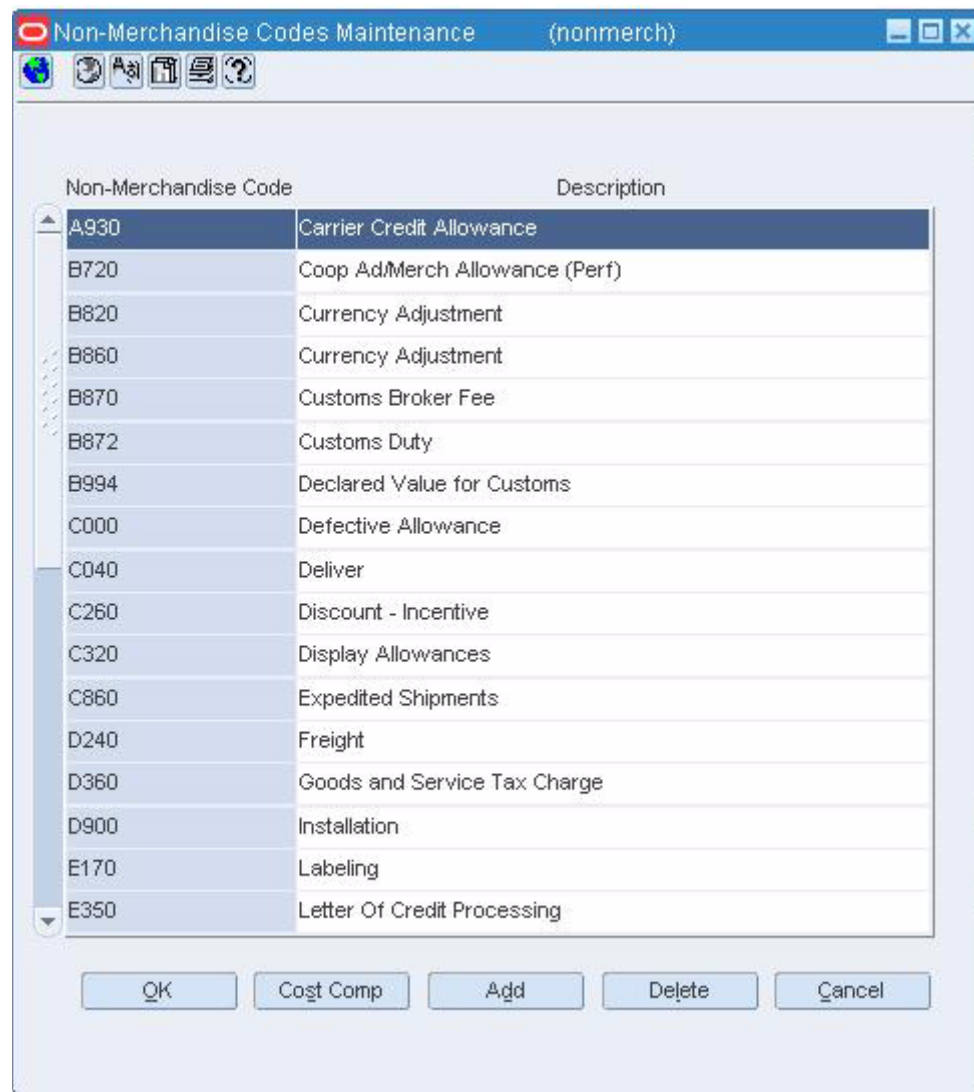 Non-Merchandise Codes Maintenance (nonmerch)
Non-Merchandise Code Description
A930 Carrier Credit Allowance
B720 Coop Ad/Merch Allowance (Perf)
B820 Currency Adjustment
B860 Currency Adjustment
B870 Customs Broker Fee
B872 Customs Duty
B994 Declared Value for Customs
C000 Defective Allowance
C040 Deliver
C260 Discount - Incentive
C320 Display Allowances
C860 Expedited Shipments
D240 Freight
D360 Goods and Service Tax Charge
D900 Installation
E170 Labeling
E350 Letter Of Credit Processing
OK Cost Comp Add Delete Cancel